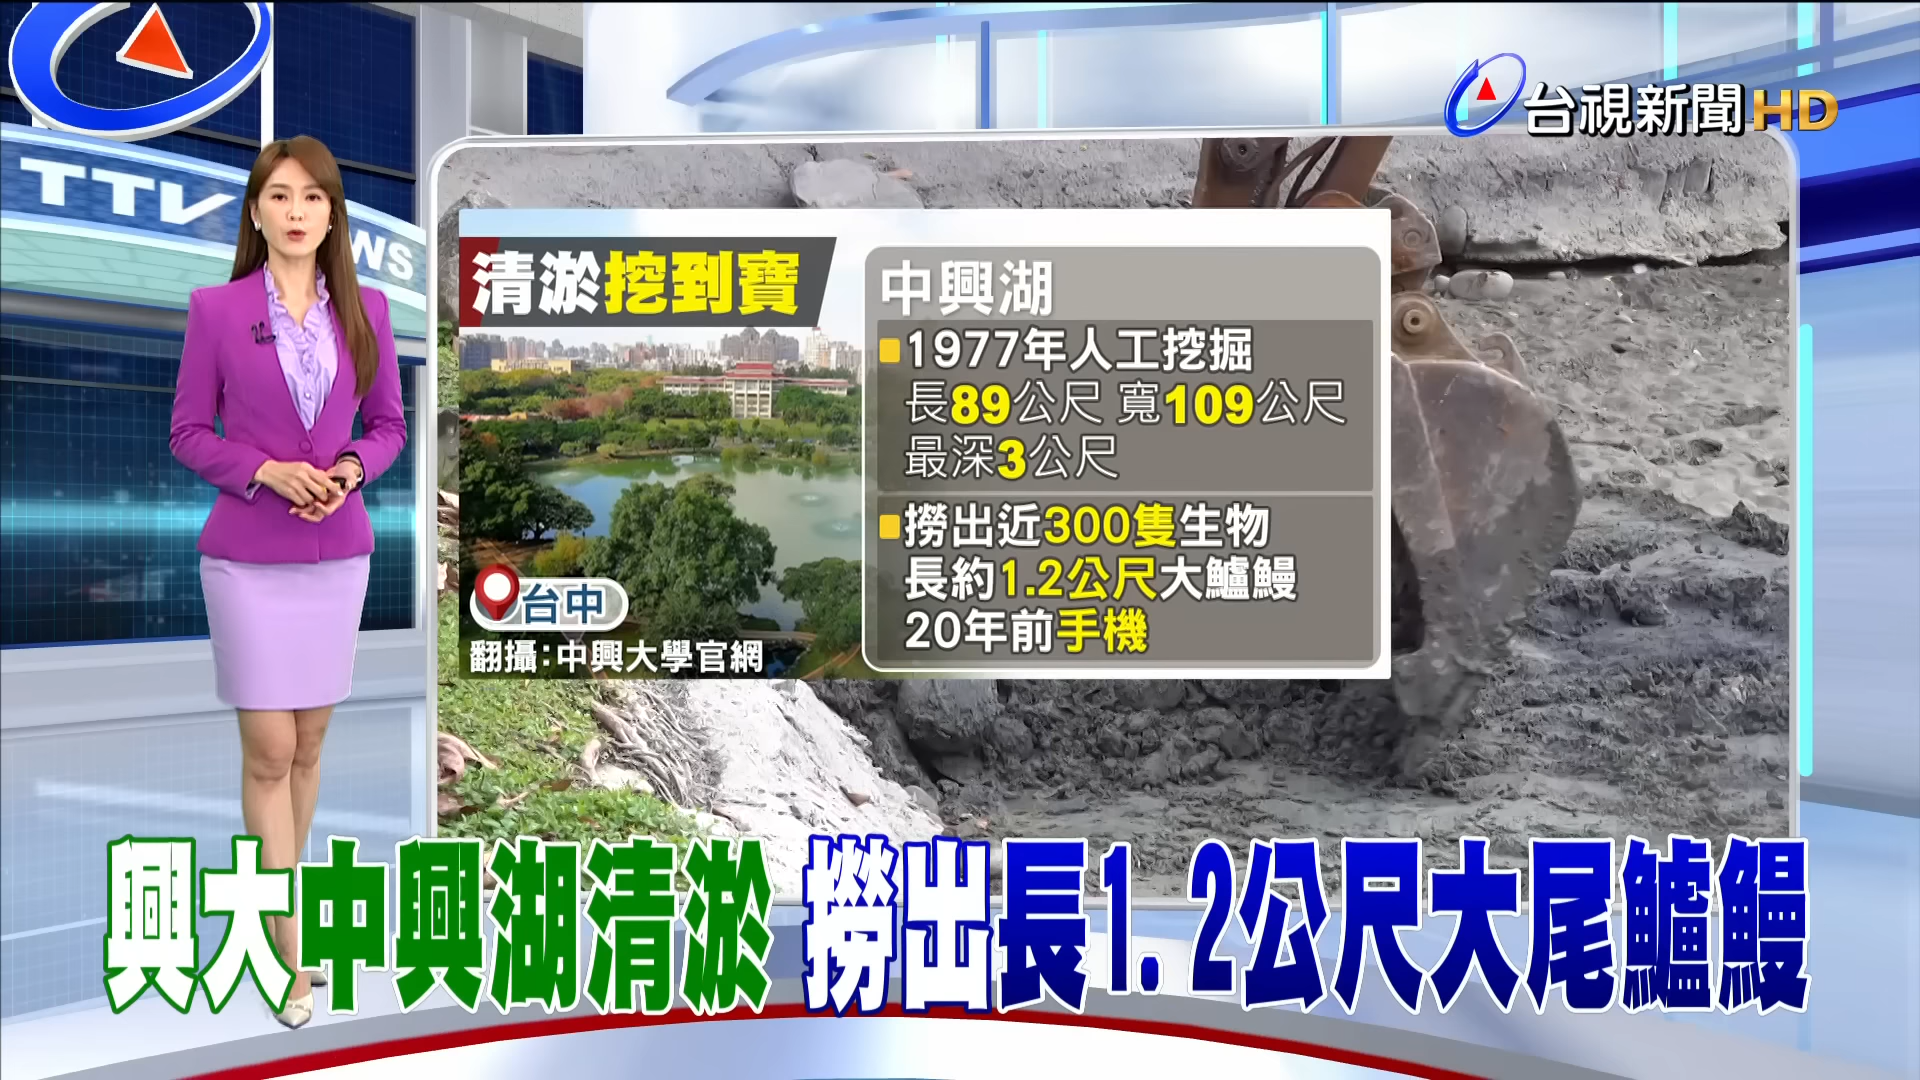 台視新聞HD
TTV NEWS
清淤挖到寶
中興湖
1977年人工挖掘
長89公尺 寬109公尺
最深3公尺
撈出近300隻生物
長約1.2公尺大鱸鰻
20年前手機
台中
翻攝:中興大學官網
興大中興湖清淤 撈出長1.2公尺大尾鱸鰻